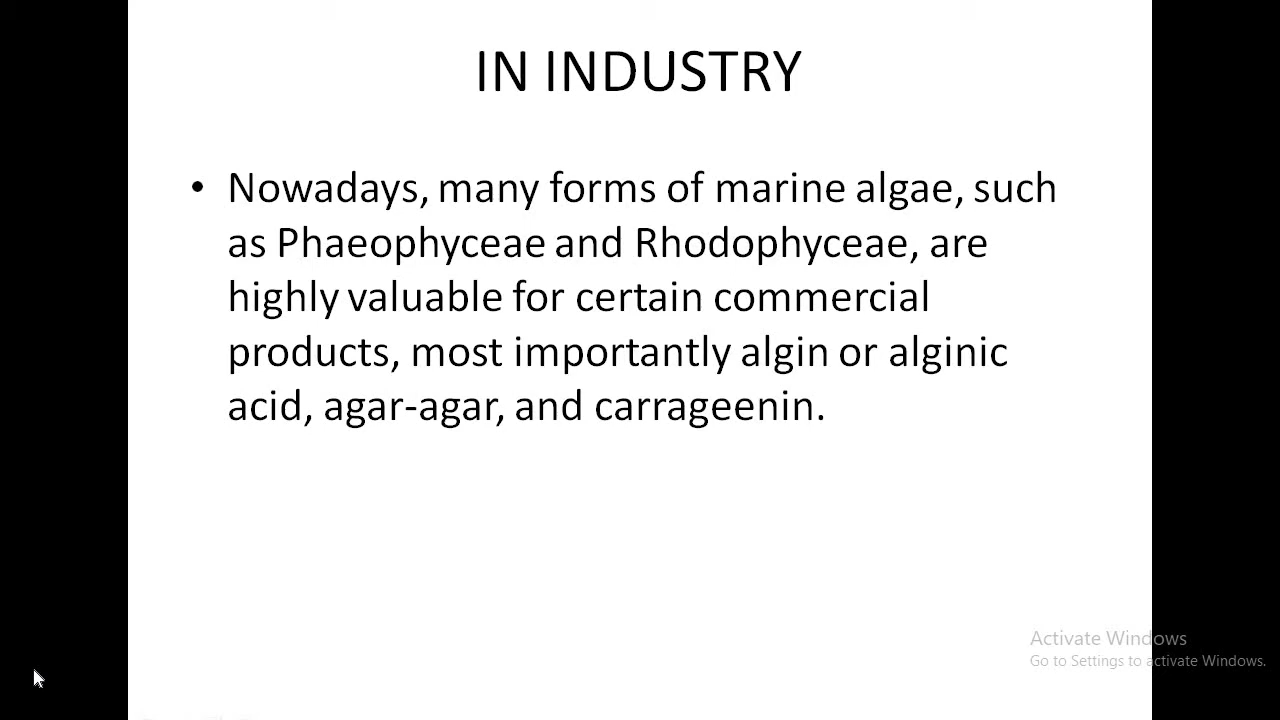 IN INDUSTRY
• Nowadays, many forms of marine algae, such
as Phaeophyceae and Rhodophyceae, are
highly valuable for certain commercial
products, most importantly algin or alginic
acid, agar-agar, and carrageenin.
Activate Windows
Go to Settings to activate Windows.